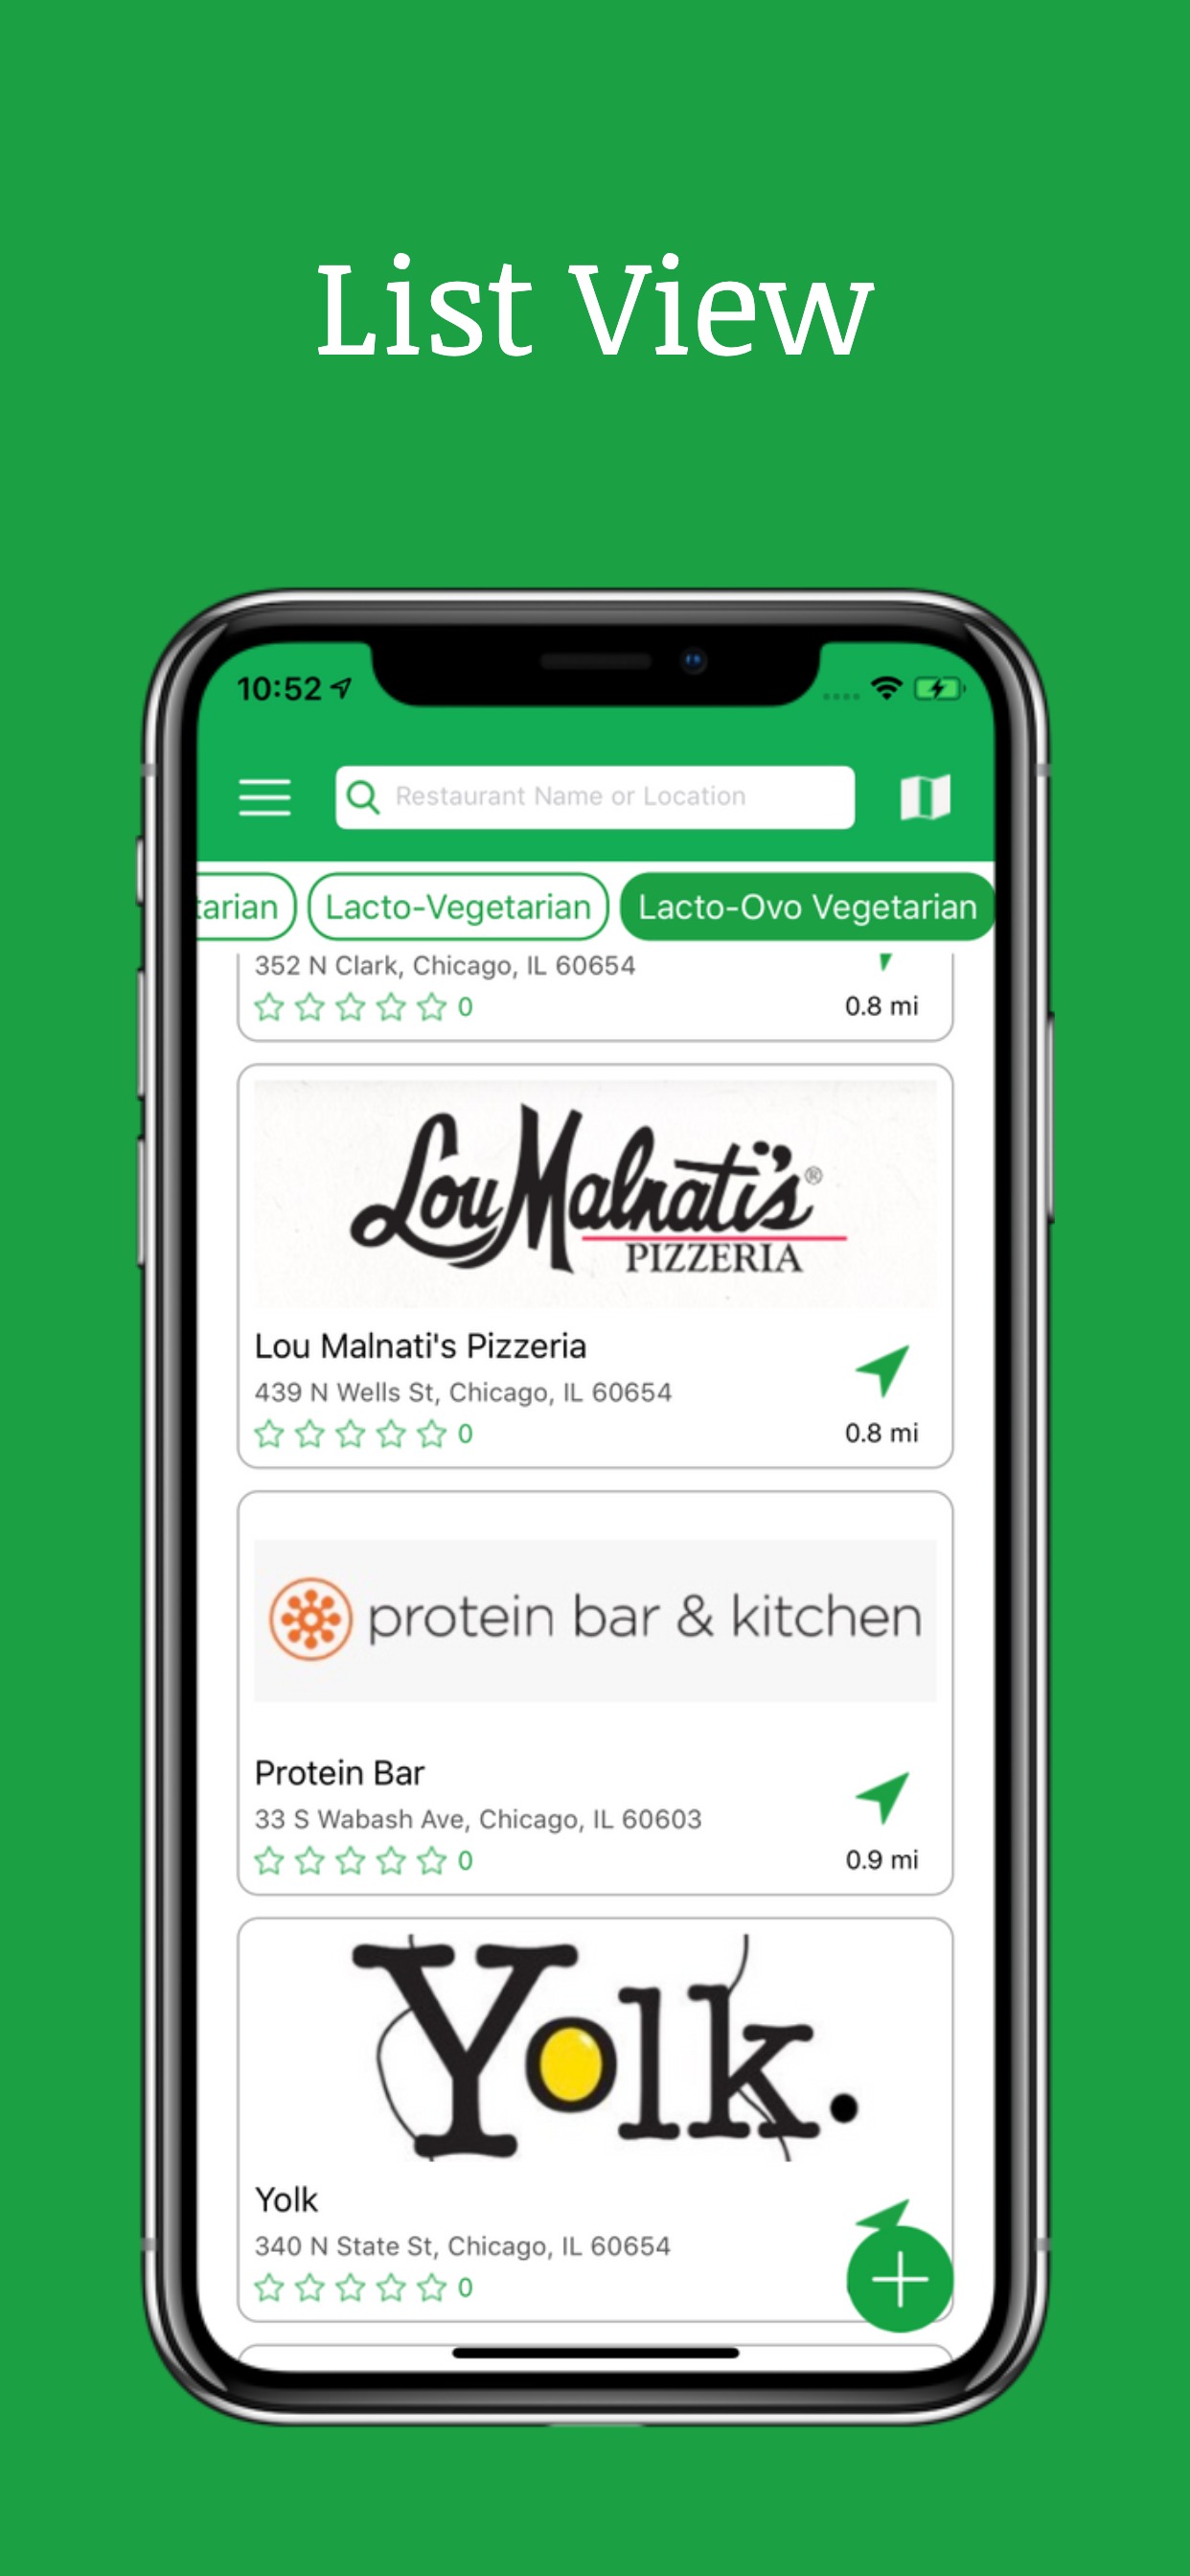 List View
10:52
Restaurant Name or Location
tarian
Lacto-Vegetarian
Lacto-Ovo Vegetarian
352 N Clark, Chicago, IL 60654
0
0.8 mi
Lou Malnati's®
PIZZERIA
Lou Malnati's Pizzeria
439 N Wells St, Chicago, IL 60654
0
0.8 mi
protein bar & kitchen
Protein Bar
33 S Wabash Ave, Chicago, IL 60603
0
0.9 mi
Yolk.
Yolk
340 N State St, Chicago, IL 60654
0